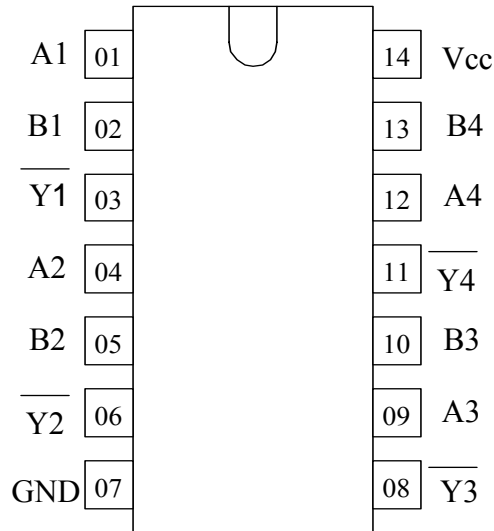 A1 01 14 Vcc
B1 02 13 B4
Y1 03 12 A4
A2 04 11 Y4
B2 05 10 B3
Y2 06 09 A3
GND 07 08 Y3